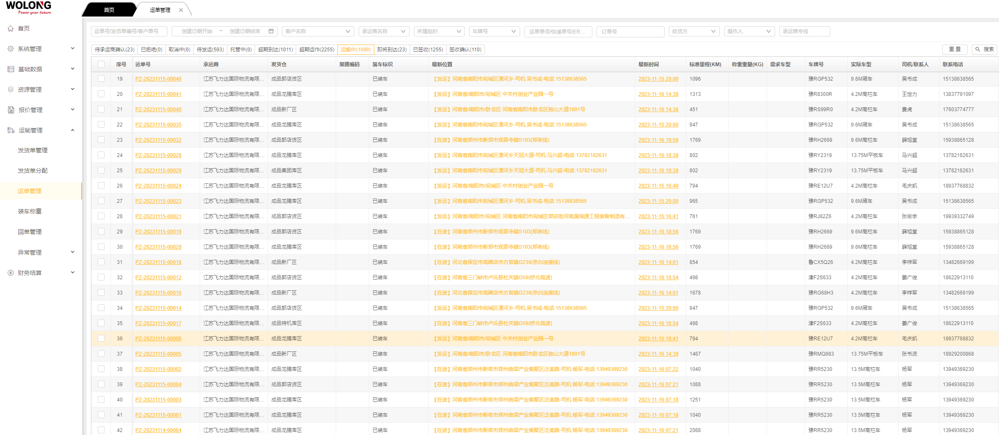 WOLONG
Power your future
首页
运单管理
首页
系统管理
基础数据
资源管理
报价管理
运输管理
发货单管理
发货单分配
运单管理
装车称重
回单管理
异常管理
财务结算
运单号/发货单编号/客户单号 创建日期开始 ~ 创建日期结束 客户名称 承运商名称 所属组织 车牌号 运单单号/快递单号/ER... 订单号 收货方 操作人 承运商专线
待承运商确认(23) 已拒绝(0) 取消中(0) 待发运(593) 托管中(0) 超期到达(1011) 超期运作(2255) 运输中(1099) 即将到达(23) 已签收(1255) 签收确认(110) 重 置 搜索
序号 运单号 承运商 发货仓 策略编码 装车标识 最新位置 最新时间 标准里程(KM) 称重重量(KG) 需求车型 车牌号 实际车型 司机/联系人 联系电话
19 PZ-20231115-00046 江苏飞力达国际物流有限... 成品郭店货区 已装车 【发运】河南省南阳市宛城区溧河乡-司机:吴书成-电话:15138638565 2023-11-15 20:00 1096 豫RGP532 9.6M厢车 吴书成 15138638565
20 PZ-20231115-00041 江苏飞力达国际物流有限... 成品龙腾库区 已装车 【发运】河南省/南阳市/宛城区 中关村创业产业园一号 2023-11-16 14:38 1313 豫R8300R 4.2M高栏车 王世力 13837791097
21 PZ-20231115-00040 江苏飞力达国际物流有限... 成品新厂区 已装车 【发运】河南省/南阳市/卧龙区 河南省南阳市卧龙区独山大道1801号 2023-11-16 14:38 451 豫RS99R0 4.2M高栏车 龚虎 17603774777
22 PZ-20231115-00035 江苏飞力达国际物流有限... 成品龙腾库区 已装车 【发运】河南省南阳市宛城区溧河乡-司机:吴书成-电话:15138638565 2023-11-15 20:00 947 豫RGP532 9.6M厢车 吴书成 15138638565
23 PZ-20231115-00032 江苏飞力达国际物流有限... 成品郭店货区 已装车 【在途】河南省郑州市新郑市观音寺镇S103(郑淅线) 2023-11-16 18:56 1769 豫RH2669 9.6M高栏车 薛旭堂 15938865128
24 PZ-20231115-00028 江苏飞力达国际物流有限... 成品龙腾库区 已装车 【发运】河南省南阳市宛城区溧河乡天冠大道-司机:马兴超-电话:13782182631 2023-11-16 18:38 802 豫RY2319 13.75M平板车 马兴超 13782182631
25 PZ-20231115-00029 江苏飞力达国际物流有限... 成品集团库区 已装车 【发运】河南省南阳市宛城区溧河乡天冠大道-司机:马兴超-电话:13782182631 2023-11-16 18:38 802 豫RY2319 13.75M平板车 马兴超 13782182631
26 PZ-20231115-00024 江苏飞力达国际物流有限... 成品龙腾库区 已装车 【发运】河南省/南阳市/宛城区 中关村创业产业园一号 2023-11-15 16:40 794 豫RE12U7 4.2M高栏车 毛庆凯 18937768832
27 PZ-20231115-00023 江苏飞力达国际物流有限... 成品龙腾库区 已装车 【发运】河南省南阳市宛城区溧河乡-司机:吴书成-电话:15138638565 2023-11-15 20:00 965 豫RGP532 9.6M厢车 吴书成 15138638565
28 PZ-20231115-00021 江苏飞力达国际物流有限... 成品郭店货区 已装车 【发运】河南省/南阳市/宛城区 河南省南阳市宛城区郭店街河南晟瑞源工程装备制造有... 2023-11-15 16:41 761 豫RJ82Z6 4.2M高栏车 张宏宇 19939332749
29 PZ-20231115-00019 江苏飞力达国际物流有限... 成品郭店货区 已装车 【在途】河南省郑州市新郑市观音寺镇S103(郑淅线) 2023-11-16 18:56 1769 豫RH2669 9.6M高栏车 薛旭堂 15938865128
30 PZ-20231115-00020 江苏飞力达国际物流有限... 成品龙腾库区 已装车 【在途】河南省郑州市新郑市观音寺镇S103(郑淅线) 2023-11-16 18:56 1769 豫RH2669 9.6M高栏车 薛旭堂 15938865128
31 PZ-20231115-00018 江苏飞力达国际物流有限... 成品新厂区 已装车 【在途】河北省保定市高碑店市方官镇G230(京白连接线) 2023-11-16 14:01 854 鲁CX5Q26 4.2M高栏车 李祥军 13482669199
32 PZ-20231115-00012 江苏飞力达国际物流有限... 成品郭店货区 已装车 【在途】河南省三门峡市卢氏县杜关镇G59(呼北高速) 2023-11-16 18:54 498 津F2S633 4.2M高栏车 姜广俊 18622913110
33 PZ-20231115-00016 江苏飞力达国际物流有限... 成品新厂区 已装车 【在途】河北省保定市高碑店市方官镇G230(京白连接线) 2023-11-16 14:01 1678 豫RG68H3 4.2M高栏车 李祥军 13482669199
34 PZ-20231115-00014 江苏飞力达国际物流有限... 成品郭店货区 已装车 【发运】河南省南阳市宛城区溧河乡-司机:吴书成-电话:15138638565 2023-11-15 20:00 947 豫RGP532 9.6M厢车 吴书成 15138638565
35 PZ-20231115-00017 江苏飞力达国际物流有限... 成品特机库区 已装车 【在途】河南省三门峡市卢氏县杜关镇G59(呼北高速) 2023-11-16 18:54 498 津F2S633 4.2M高栏车 姜广俊 18622913110
36 PZ-20231115-00006 江苏飞力达国际物流有限... 成品龙腾库区 已装车 【发运】河南省/南阳市/宛城区 中关村创业产业园一号 2023-11-15 16:41 794 豫RE12U7 4.2M高栏车 毛庆凯 18937768832
37 PZ-20231115-00005 江苏飞力达国际物流有限... 成品新厂区 已装车 【发运】河南省/南阳市/卧龙区 河南省南阳市卧龙区独山大道1801号 2023-11-16 14:39 1467 豫RMQ983 13.75M平板车 张书波 18929200868
38 PZ-20231115-00002 江苏飞力达国际物流有限... 成品龙腾库区 已装车 【在途】河南省郑州市新密市郑州曲梁产业集聚区泛美路-司机:杨军-电话:13949369230 2023-11-16 07:22 1040 豫RR5230 13.5M高栏车 杨军 13949369230
39 PZ-20231115-00004 江苏飞力达国际物流有限... 成品郭店货区 已装车 【在途】河南省郑州市新密市郑州曲梁产业集聚区泛美路-司机:杨军-电话:13949369230 2023-11-16 07:21 1088 豫RR5230 13.5M高栏车 杨军 13949369230
40 PZ-20231115-00003 江苏飞力达国际物流有限... 成品龙腾库区 已装车 【在途】河南省郑州市新密市郑州曲梁产业集聚区泛美路-司机:杨军-电话:13949369230 2023-11-16 07:18 1251 豫RR5230 13.5M高栏车 杨军 13949369230
41 PZ-20231115-00001 江苏飞力达国际物流有限... 成品龙腾库区 已装车 【在途】河南省郑州市新密市郑州曲梁产业集聚区泛美路-司机:杨军-电话:13949369230 2023-11-16 07:18 1040 豫RR5230 13.5M高栏车 杨军 13949369230
42 PZ-20231114-00064 江苏飞力达国际物流有限... 成品龙腾库区 已装车 【在途】河南省郑州市新密市郑州曲梁产业集聚区泛美路-司机:杨军-电话:13949369230 2023-11-16 07:21 2088 豫RR5230 13.5M高栏车 杨军 13949369230